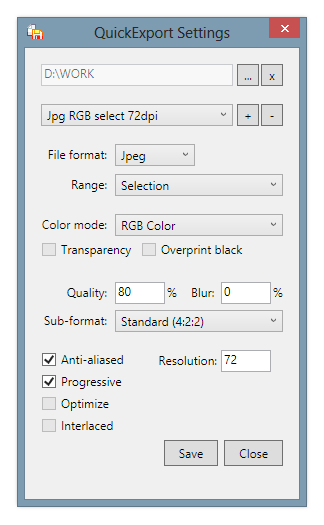 QuickExport Settings x
D:\WORK ... x
Jpg RGB select 72dpi + -
File format: Jpeg
Range: Selection
Color mode: RGB Color
Transparency Overprint black
Quality: 80 % Blur: 0 %
Sub-format: Standard (4:2:2)
Anti-aliased Resolution: 72
Progressive
Optimize
Interlaced
Save Close